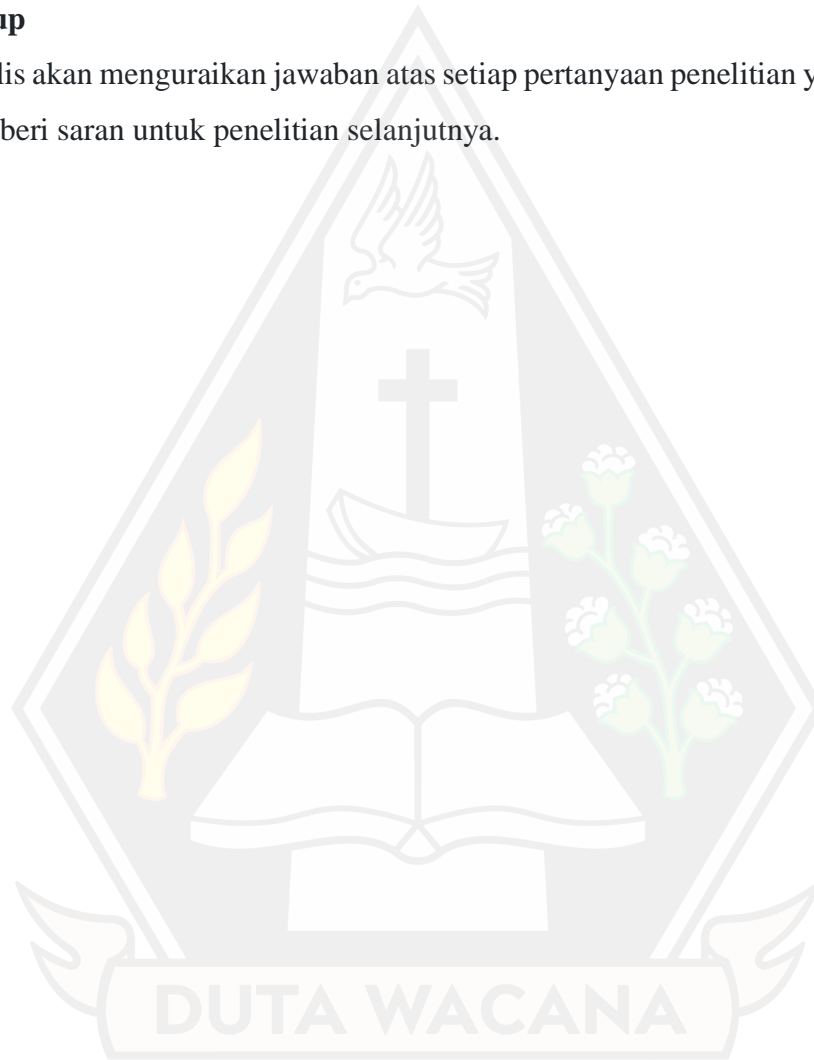 up
lis akan menguraikan jawaban atas setiap pertanyaan penelitian y
beri saran untuk penelitian selanjutnya.
DUTA WACANA